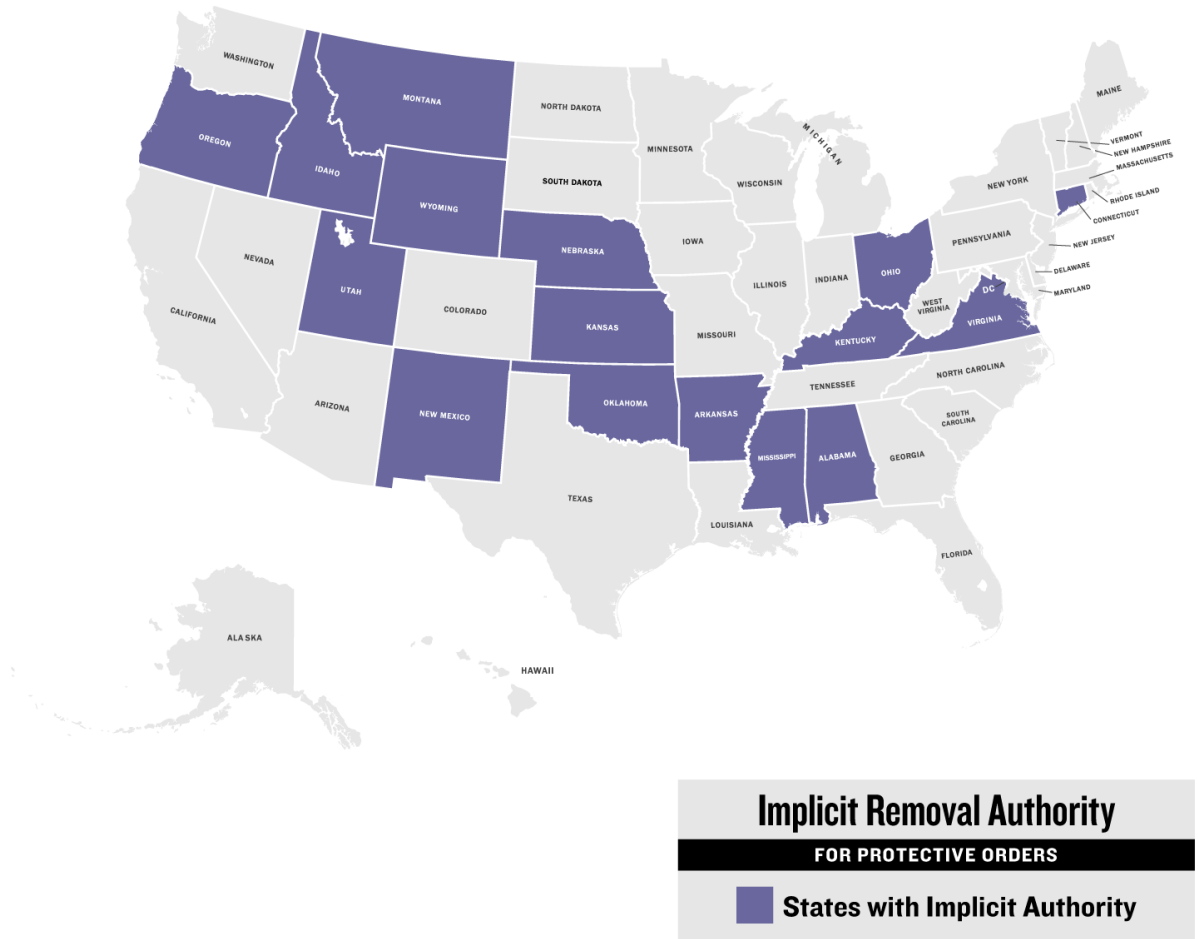 WASHINGTON
MONTANA
NORTH DAKOTA
MINNESOTA
MICHIGAN
MAINE
VERMONT
NEW HAMPSHIRE
MASSACHUSETTS
OREGON
IDAHO
SOUTH DAKOTA
WISCONSIN
NEW YORK
RHODE ISLAND
CONNECTICUT
WYOMING
NEBRASKA
IOWA
PENNSYLVANIA
NEW JERSEY
NEVADA
UTAH
COLORADO
ILLINOIS
INDIANA
OHIO
WEST
VIRGINIA
DC
DELAWARE
MARYLAND
CALIFORNIA
KANSAS
MISSOURI
KENTUCKY
VIRGINIA
ARIZONA
NEW MEXICO
OKLAHOMA
ARKANSAS
TENNESSEE
NORTH CAROLINA
SOUTH
CAROLINA
TEXAS
LOUISIANA
MISSISSIPPI
ALABAMA
GEORGIA
FLORIDA
ALASKA
HAWAII
Implicit Removal Authority
FOR PROTECTIVE ORDERS
States with Implicit Authority